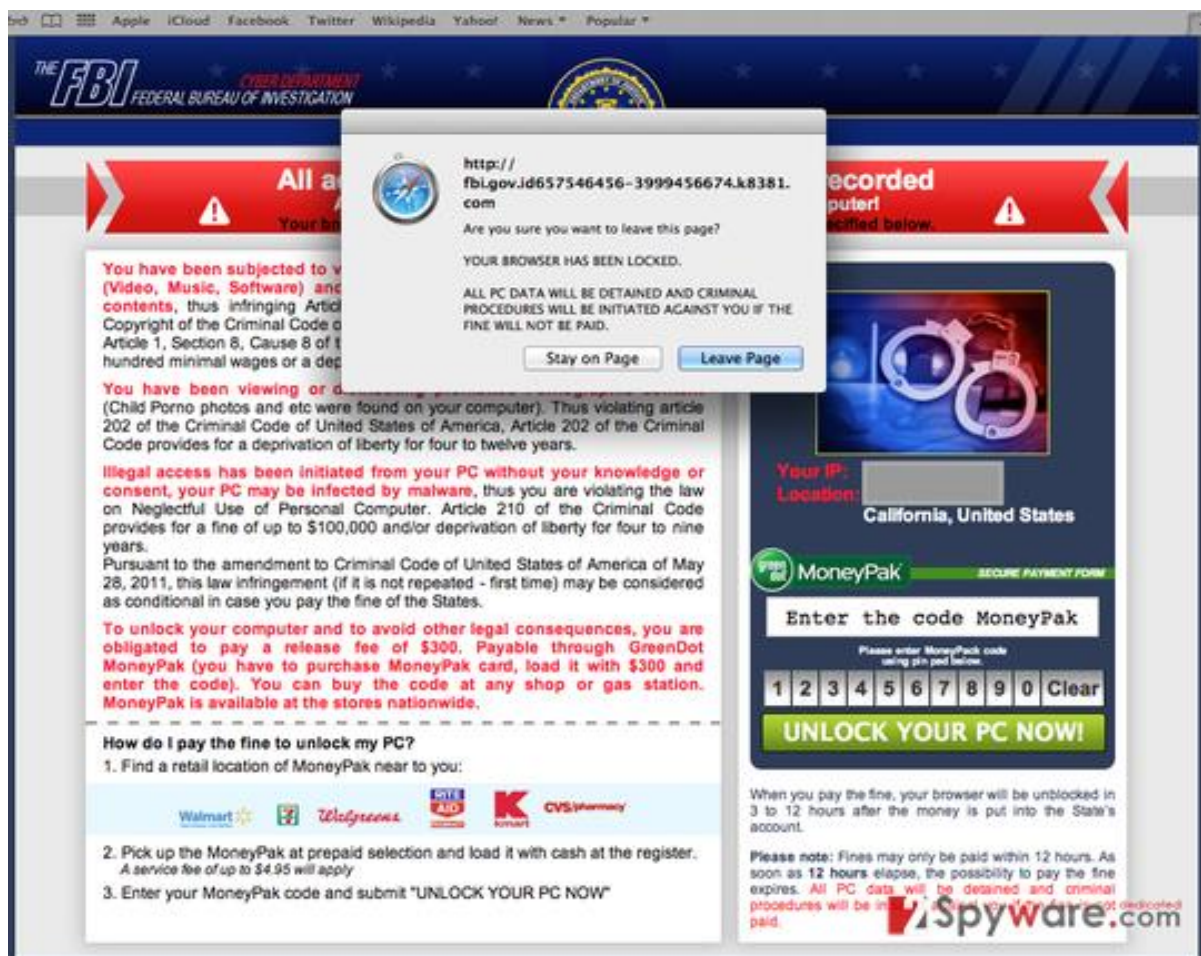 Apple iCloud Facebook Twitter Wikipedia Yahoo! News Popular
THE FBI CYBER DEPARTMENT
FEDERAL BUREAU OF INVESTIGATION
All a
ecorded
A
puter!
Your br
ecified below.
http://
fbi.gov.id657546456-3999456674.k8381.
com
Are you sure you want to leave this page?
YOUR BROWSER HAS BEEN LOCKED.
ALL PC DATA WILL BE DETAINED AND CRIMINAL
PROCEDURES WILL BE INITIATED AGAINST YOU IF THE
FINE WILL NOT BE PAID.
Stay on Page Leave Page
You have been subjected to v
(Video, Music, Software) and
contents, thus infringing Artic
Copyright of the Criminal Code o
Article 1, Section 8, Cause 8 of t
hundred minimal wages or a dep
You have been viewing or
(Child Porno photos and etc were found on your computer). Thus violating article
202 of the Criminal Code of United States of America, Article 202 of the Criminal
Code provides for a deprivation of liberty for four to twelve years.
Illegal access has been initiated from your PC without your knowledge or
consent, your PC may be infected by malware, thus you are violating the law
on Neglectful Use of Personal Computer. Article 210 of the Criminal Code
provides for a fine of up to $100,000 and/or deprivation of liberty for four to nine
years.
Pursuant to the amendment to Criminal Code of United States of America of May
28, 2011, this law infringement (if it is not repeated - first time) may be considered
as conditional in case you pay the fine of the States.
To unlock your computer and to avoid other legal consequences, you are
obligated to pay a release fee of $300. Payable through GreenDot
MoneyPak (you have to purchase MoneyPak card, load it with $300 and
enter the code). You can buy the code at any shop or gas station.
MoneyPak is available at the stores nationwide.
How do I pay the fine to unlock my PC?
1. Find a retail location of MoneyPak near to you:
Walmart 7 Walgreens RITE AID K kmart CVS/pharmacy
2. Pick up the MoneyPak at prepaid selection and load it with cash at the register.
A service fee of up to $4.95 will apply
3. Enter your MoneyPak code and submit "UNLOCK YOUR PC NOW"
Your IP:
Location:
California, United States
green dot MoneyPak SECURE PAYMENT FORM
Enter the code MoneyPak
Please enter MoneyPack code
using pin pad below.
1 2 3 4 5 6 7 8 9 0 Clear
UNLOCK YOUR PC NOW!
When you pay the fine, your browser will be unblocked in
3 to 12 hours after the money is put into the State's
account.
Please note: Fines may only be paid within 12 hours. As
soon as 12 hours elapse, the possibility to pay the fine
expires. All PC data will be detained and criminal
procedures will be in not
paid.
2 Spyware.com
dedicated